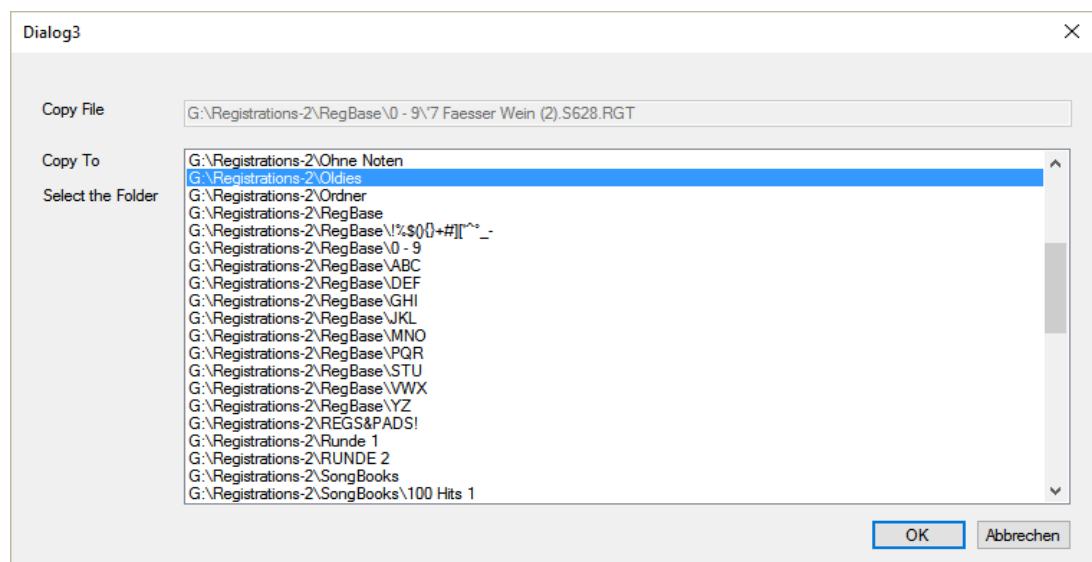 Dialog3
Copy File
G:\Registrations-2\RegBase\0 - 9\'7 Faesser Wein (2).S628.RGT
Copy To
Select the Folder
G:\Registrations-2\Ohne Noten
G:\Registrations-2\Oldies
G:\Registrations-2\Ordner
G:\Registrations-2\RegBase
G:\Registrations-2\RegBase\!%$(){}+#]['^°_-
G:\Registrations-2\RegBase\0 - 9
G:\Registrations-2\RegBase\ABC
G:\Registrations-2\RegBase\DEF
G:\Registrations-2\RegBase\GHI
G:\Registrations-2\RegBase\JKL
G:\Registrations-2\RegBase\MNO
G:\Registrations-2\RegBase\PQR
G:\Registrations-2\RegBase\STU
G:\Registrations-2\RegBase\VWX
G:\Registrations-2\RegBase\YZ
G:\Registrations-2\REGS&PADS!
G:\Registrations-2\Runde 1
G:\Registrations-2\RUNDE 2
G:\Registrations-2\SongBooks
G:\Registrations-2\SongBooks\100 Hits 1
OK Abbrechen